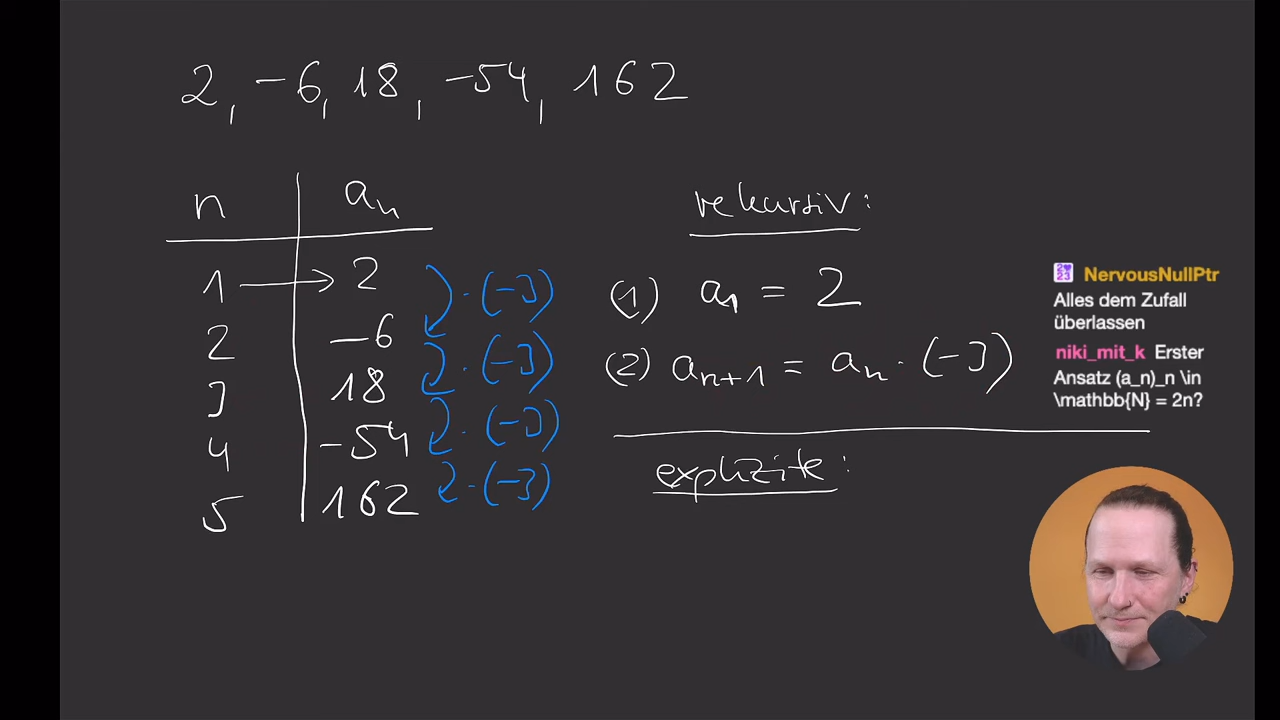 2, -6, 18, -54, 162
n aₙ
1 → 2
2 -6
3 18
4 -54
5 162
· (-3)
· (-3)
· (-3)
· (-3)
rekursiv:
(1) a₁ = 2
(2) aₙ₊₁ = aₙ · (-3)
explizite:
NervousNullPtr
Alles dem Zufall
überlassen
niki_mit_k Erster
Ansatz (a_n)_n \in
\mathbb{N} = 2n?